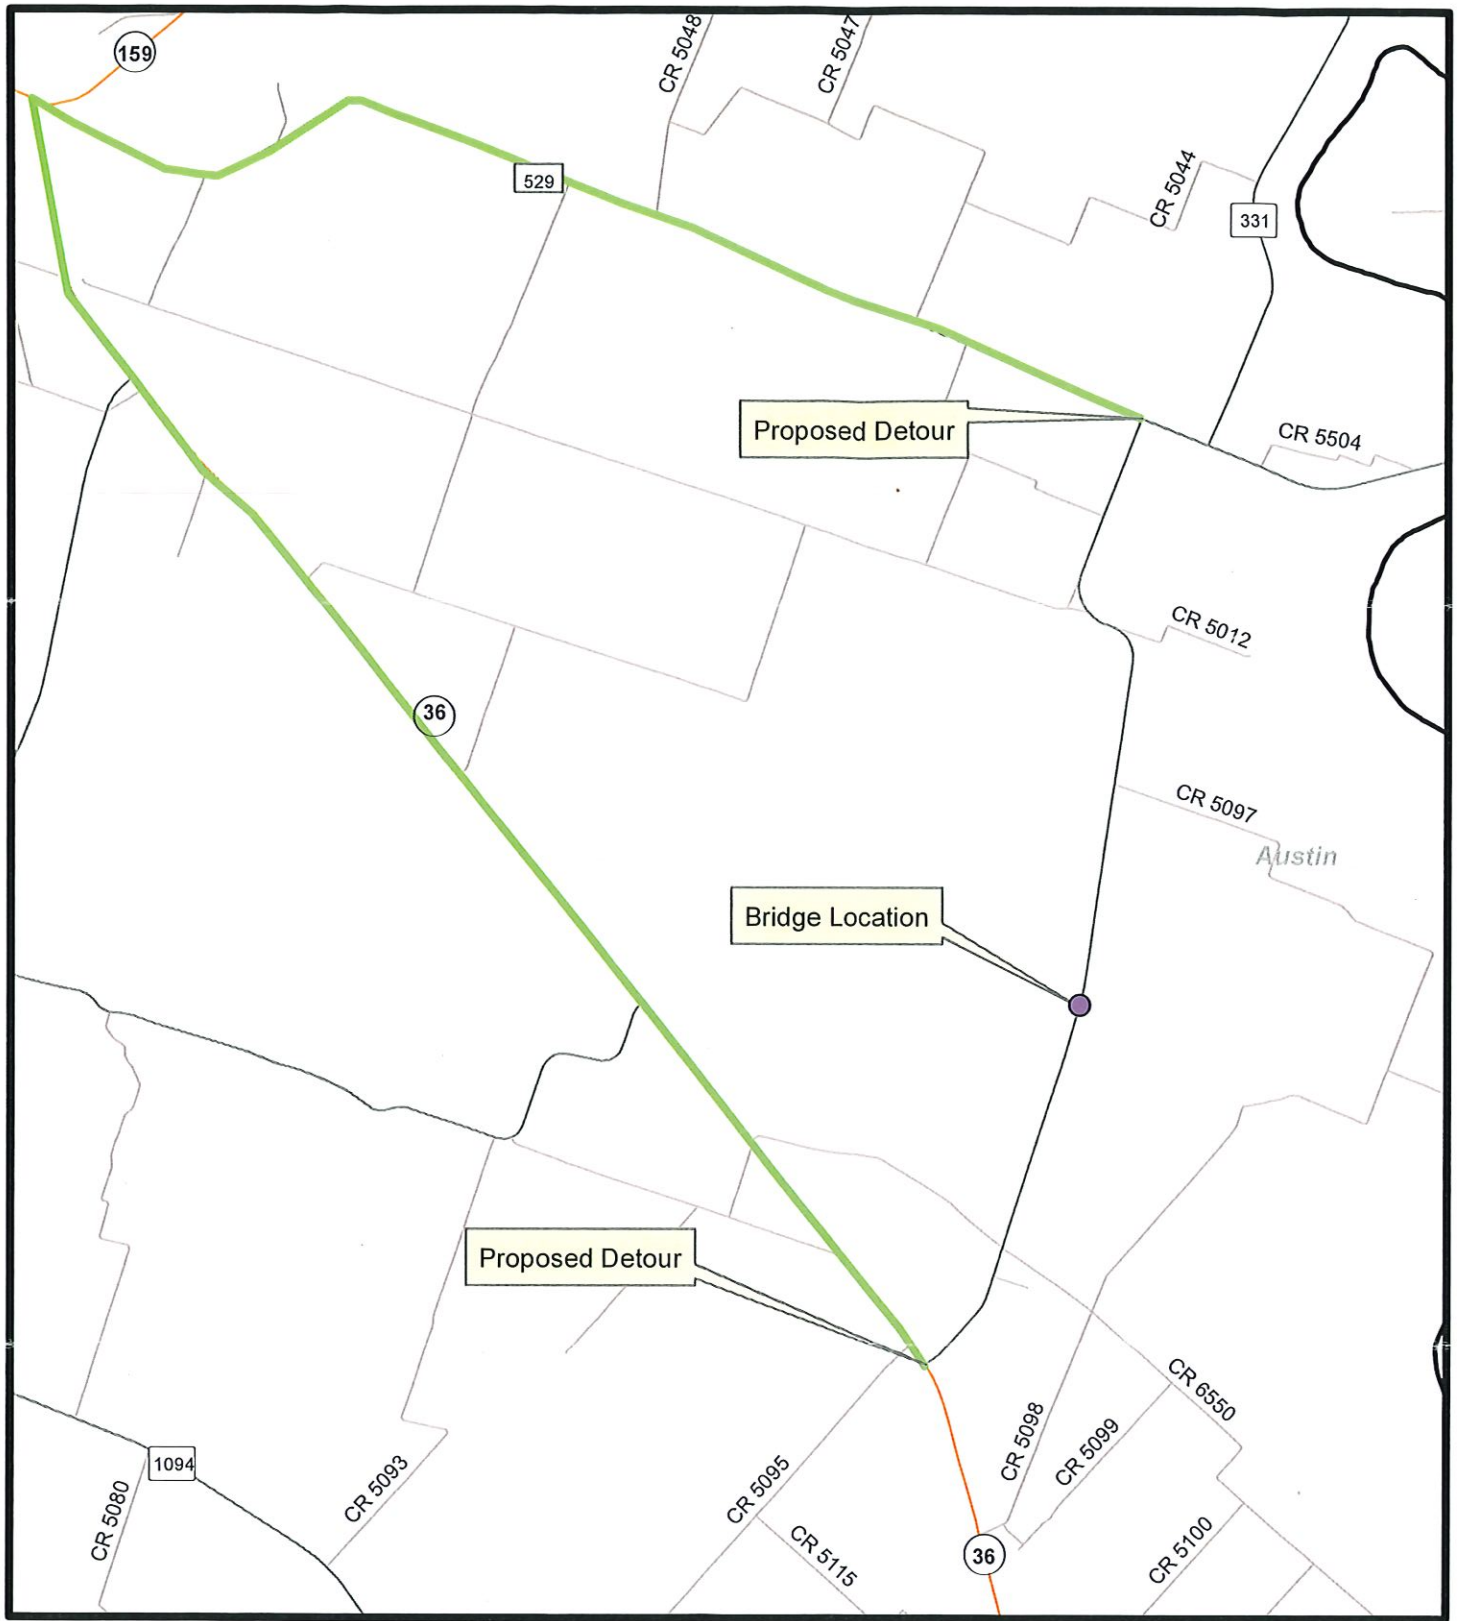 159
CR 5048
CR 5047
529
CR 5044
331
Proposed Detour
CR 5504
CR 5012
36
CR 5097
Austin
Bridge Location
Proposed Detour
CR 6550
CR 5098
CR 5099
1094
CR 5093
CR 5095
CR 5080
CR 5115
36
CR 5100